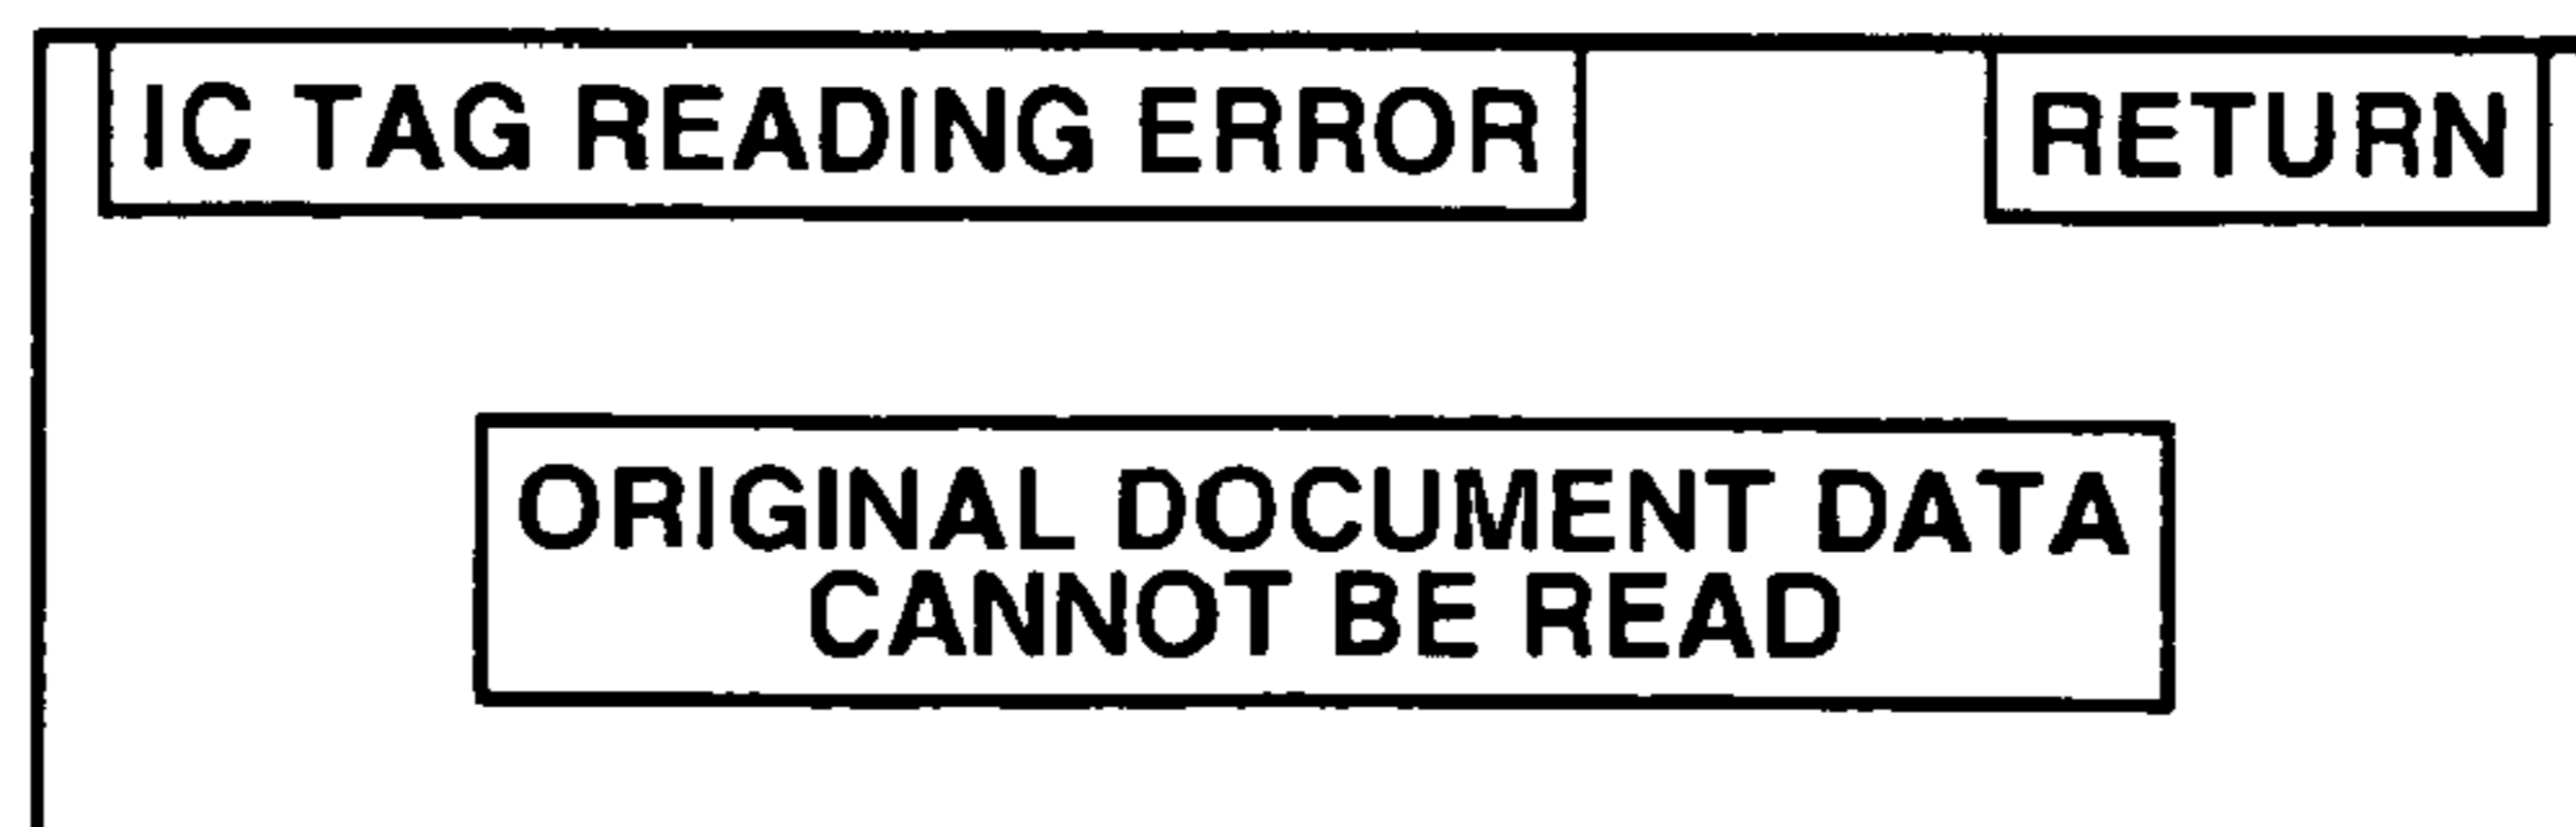 IC TAG READING ERROR
RETURN
ORIGINAL DOCUMENT DATA
CANNOT BE READ